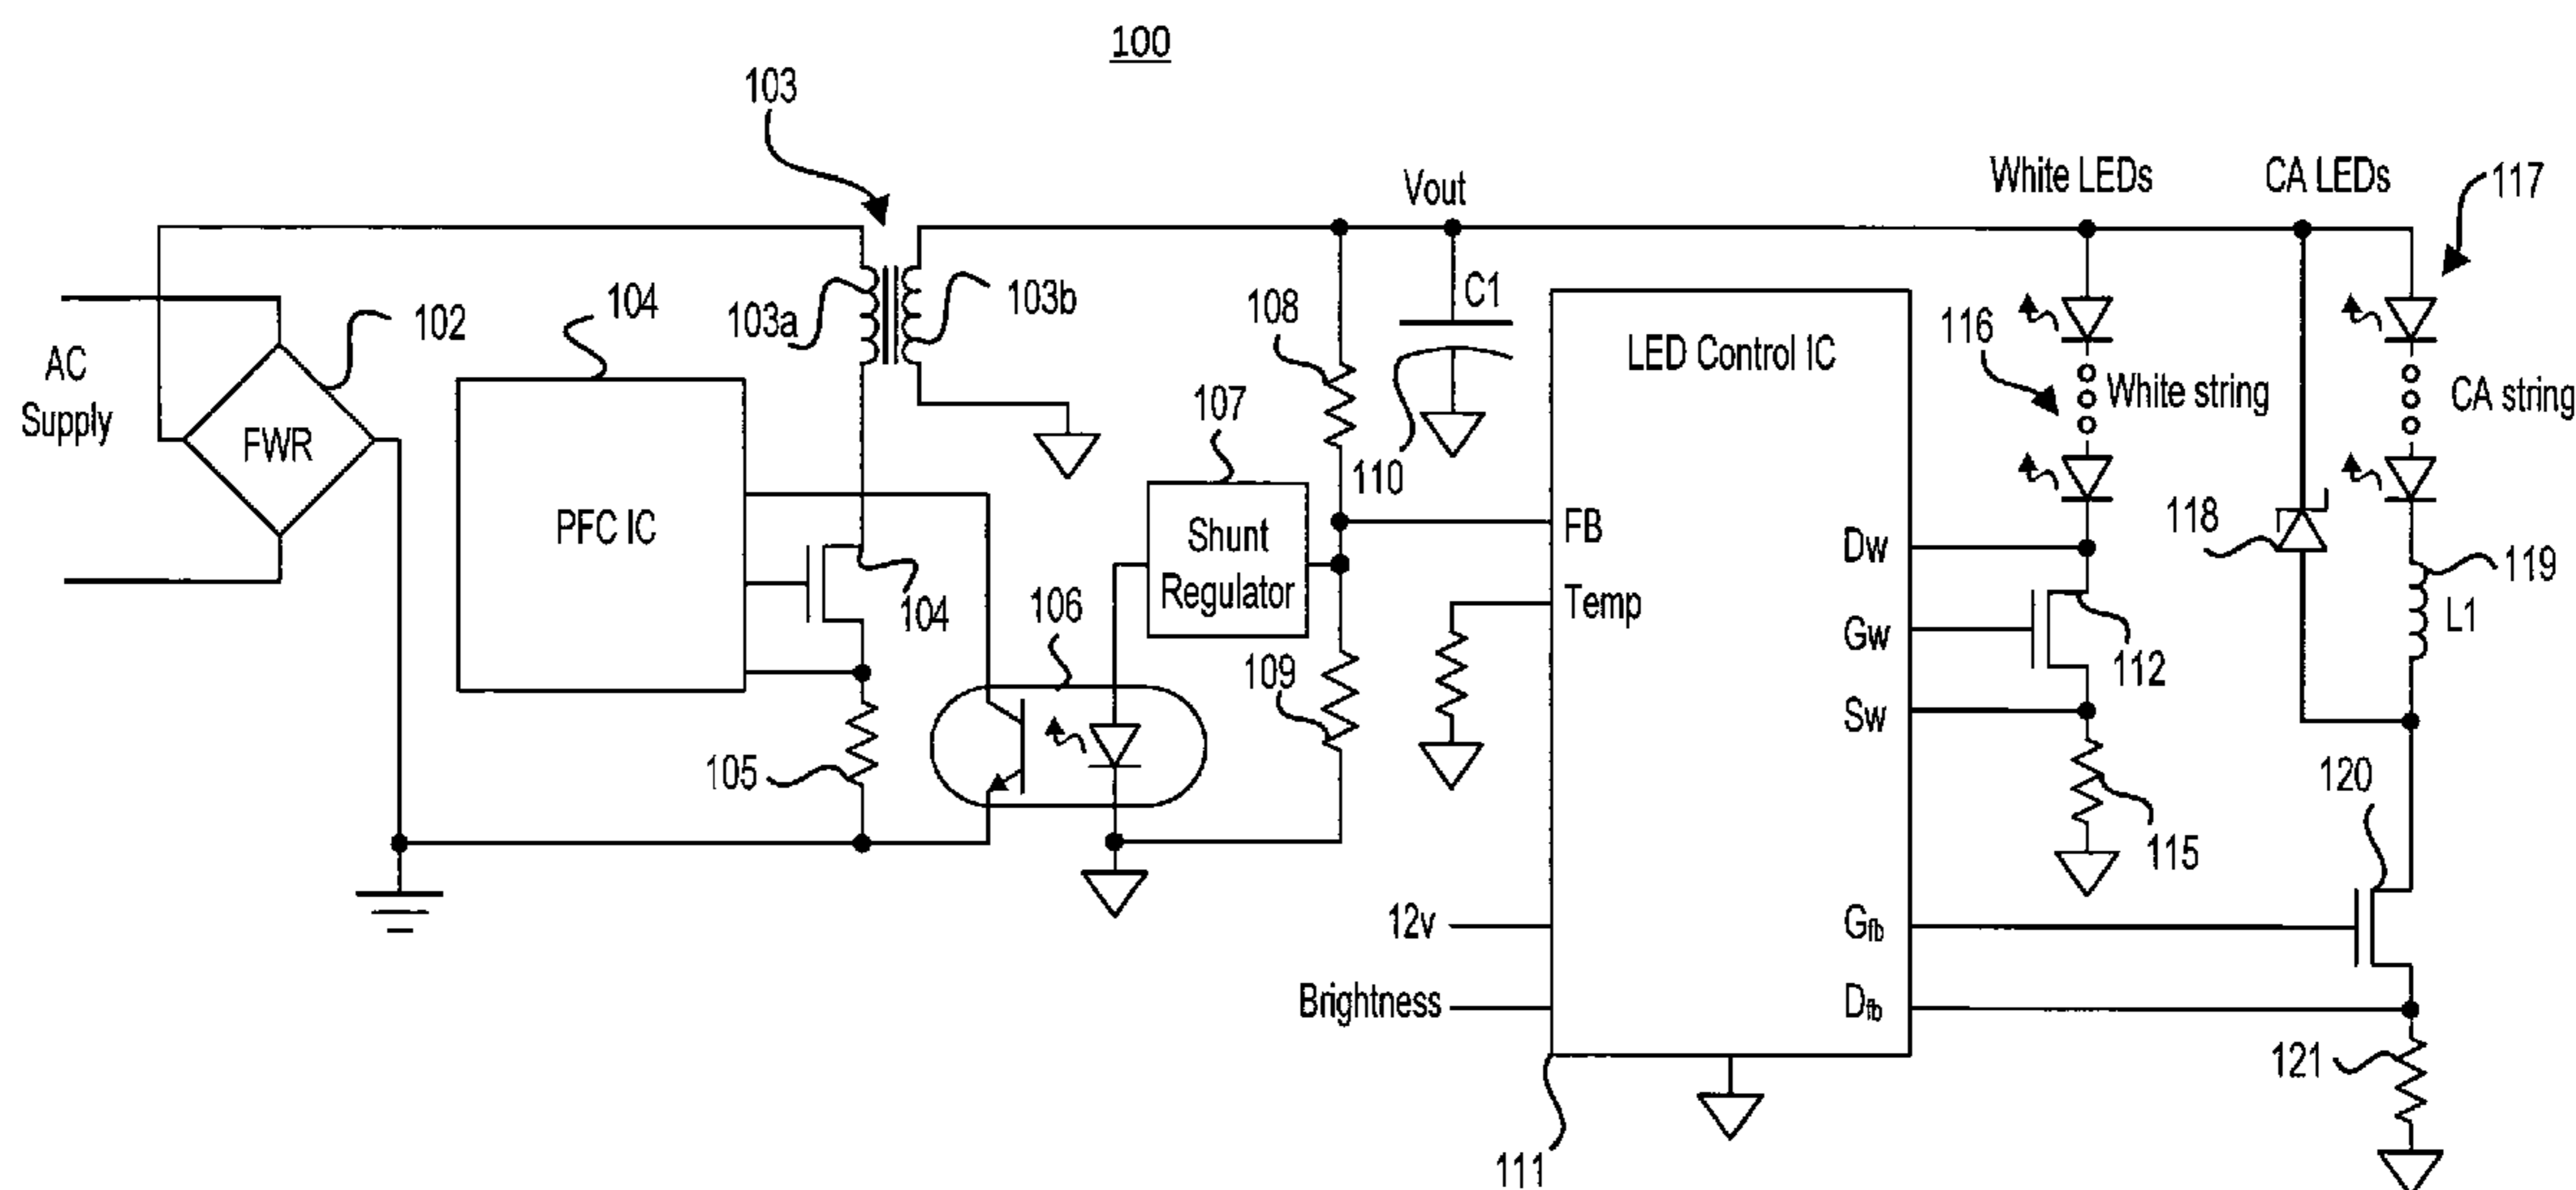 100
103
White LEDs
CA LEDs
117
Vout
103a
103b
C1
108
104
102
AC
Supply
FWR
PFC IC
104
105
106
107
Shunt
Regulator
109
110
LED Control IC
FB
Temp
12v
Brightness
Dw
Gw
Sw
Gfb
Dfb
111
116
White string
CA string
118
119
L1
112
115
120
121